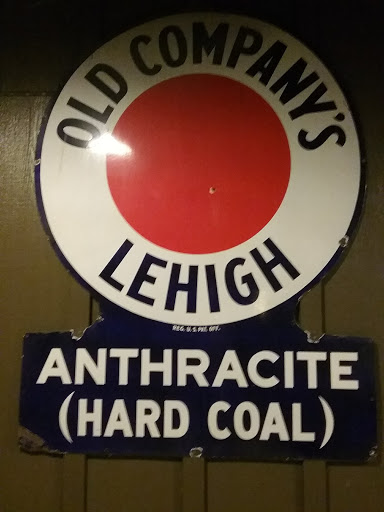 OLD COMPANY'S
LEHIGH
REG. U.S. PAT. OFF.
ANTHRACITE
(HARD COAL)